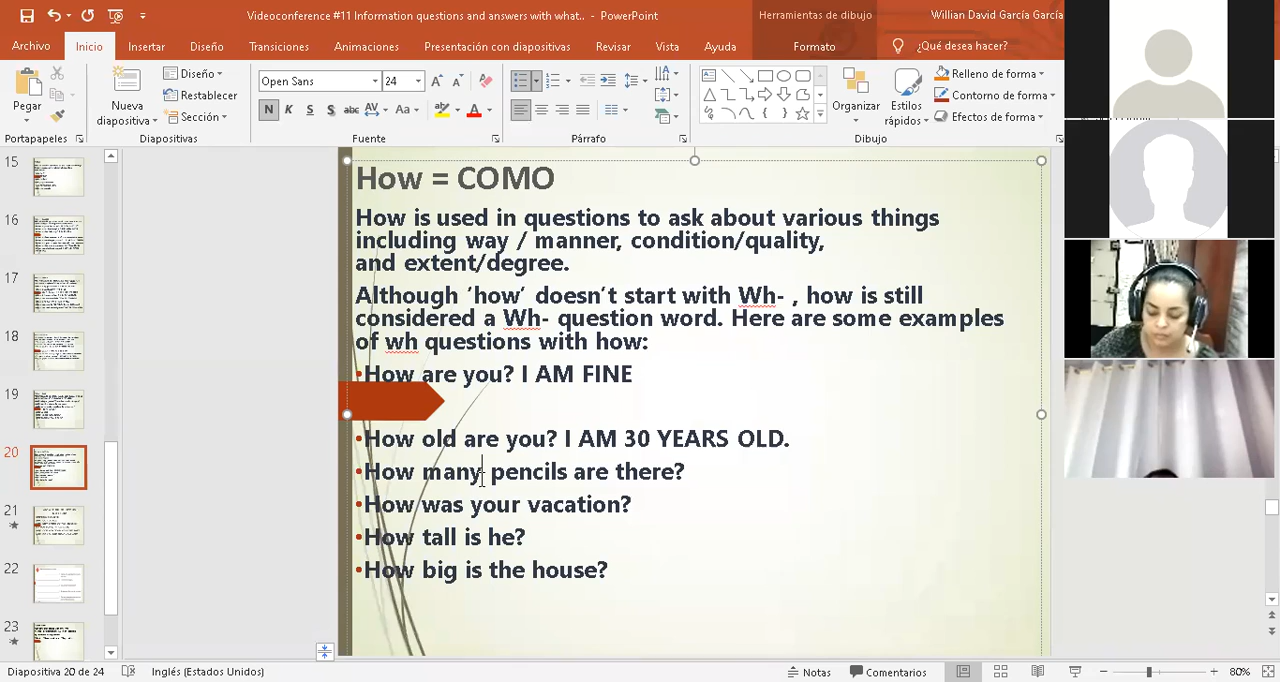 Videoconference #11 Information questions and answers with what.. - PowerPoint
Herramientas de dibujo
Willian David García García
Archivo Inicio Insertar Diseño Transiciones Animaciones Presentación con diapositivas Revisar Vista Ayuda Formato ¿Qué desea hacer?
Pegar
Nueva diapositiva
Diseño
Restablecer
Sección
Open Sans 24
N K S S abc AV Aa A
Organizar
Estilos rápidos
Relleno de forma
Contorno de forma
Efectos de forma
Portapapeles Diapositivas Fuente Párrafo Dibujo
15
16
17
18
19
20
21
22
23
How = COMO
How is used in questions to ask about various things
including way / manner, condition/quality,
and extent/degree.
Although ‘how’ doesn’t start with Wh- , how is still
considered a Wh- question word. Here are some examples
of wh questions with how:
•How are you? I AM FINE
•How old are you? I AM 30 YEARS OLD.
•How many pencils are there?
•How was your vacation?
•How tall is he?
•How big is the house?
Diapositiva 20 de 24 Inglés (Estados Unidos) Notas Comentarios 80%